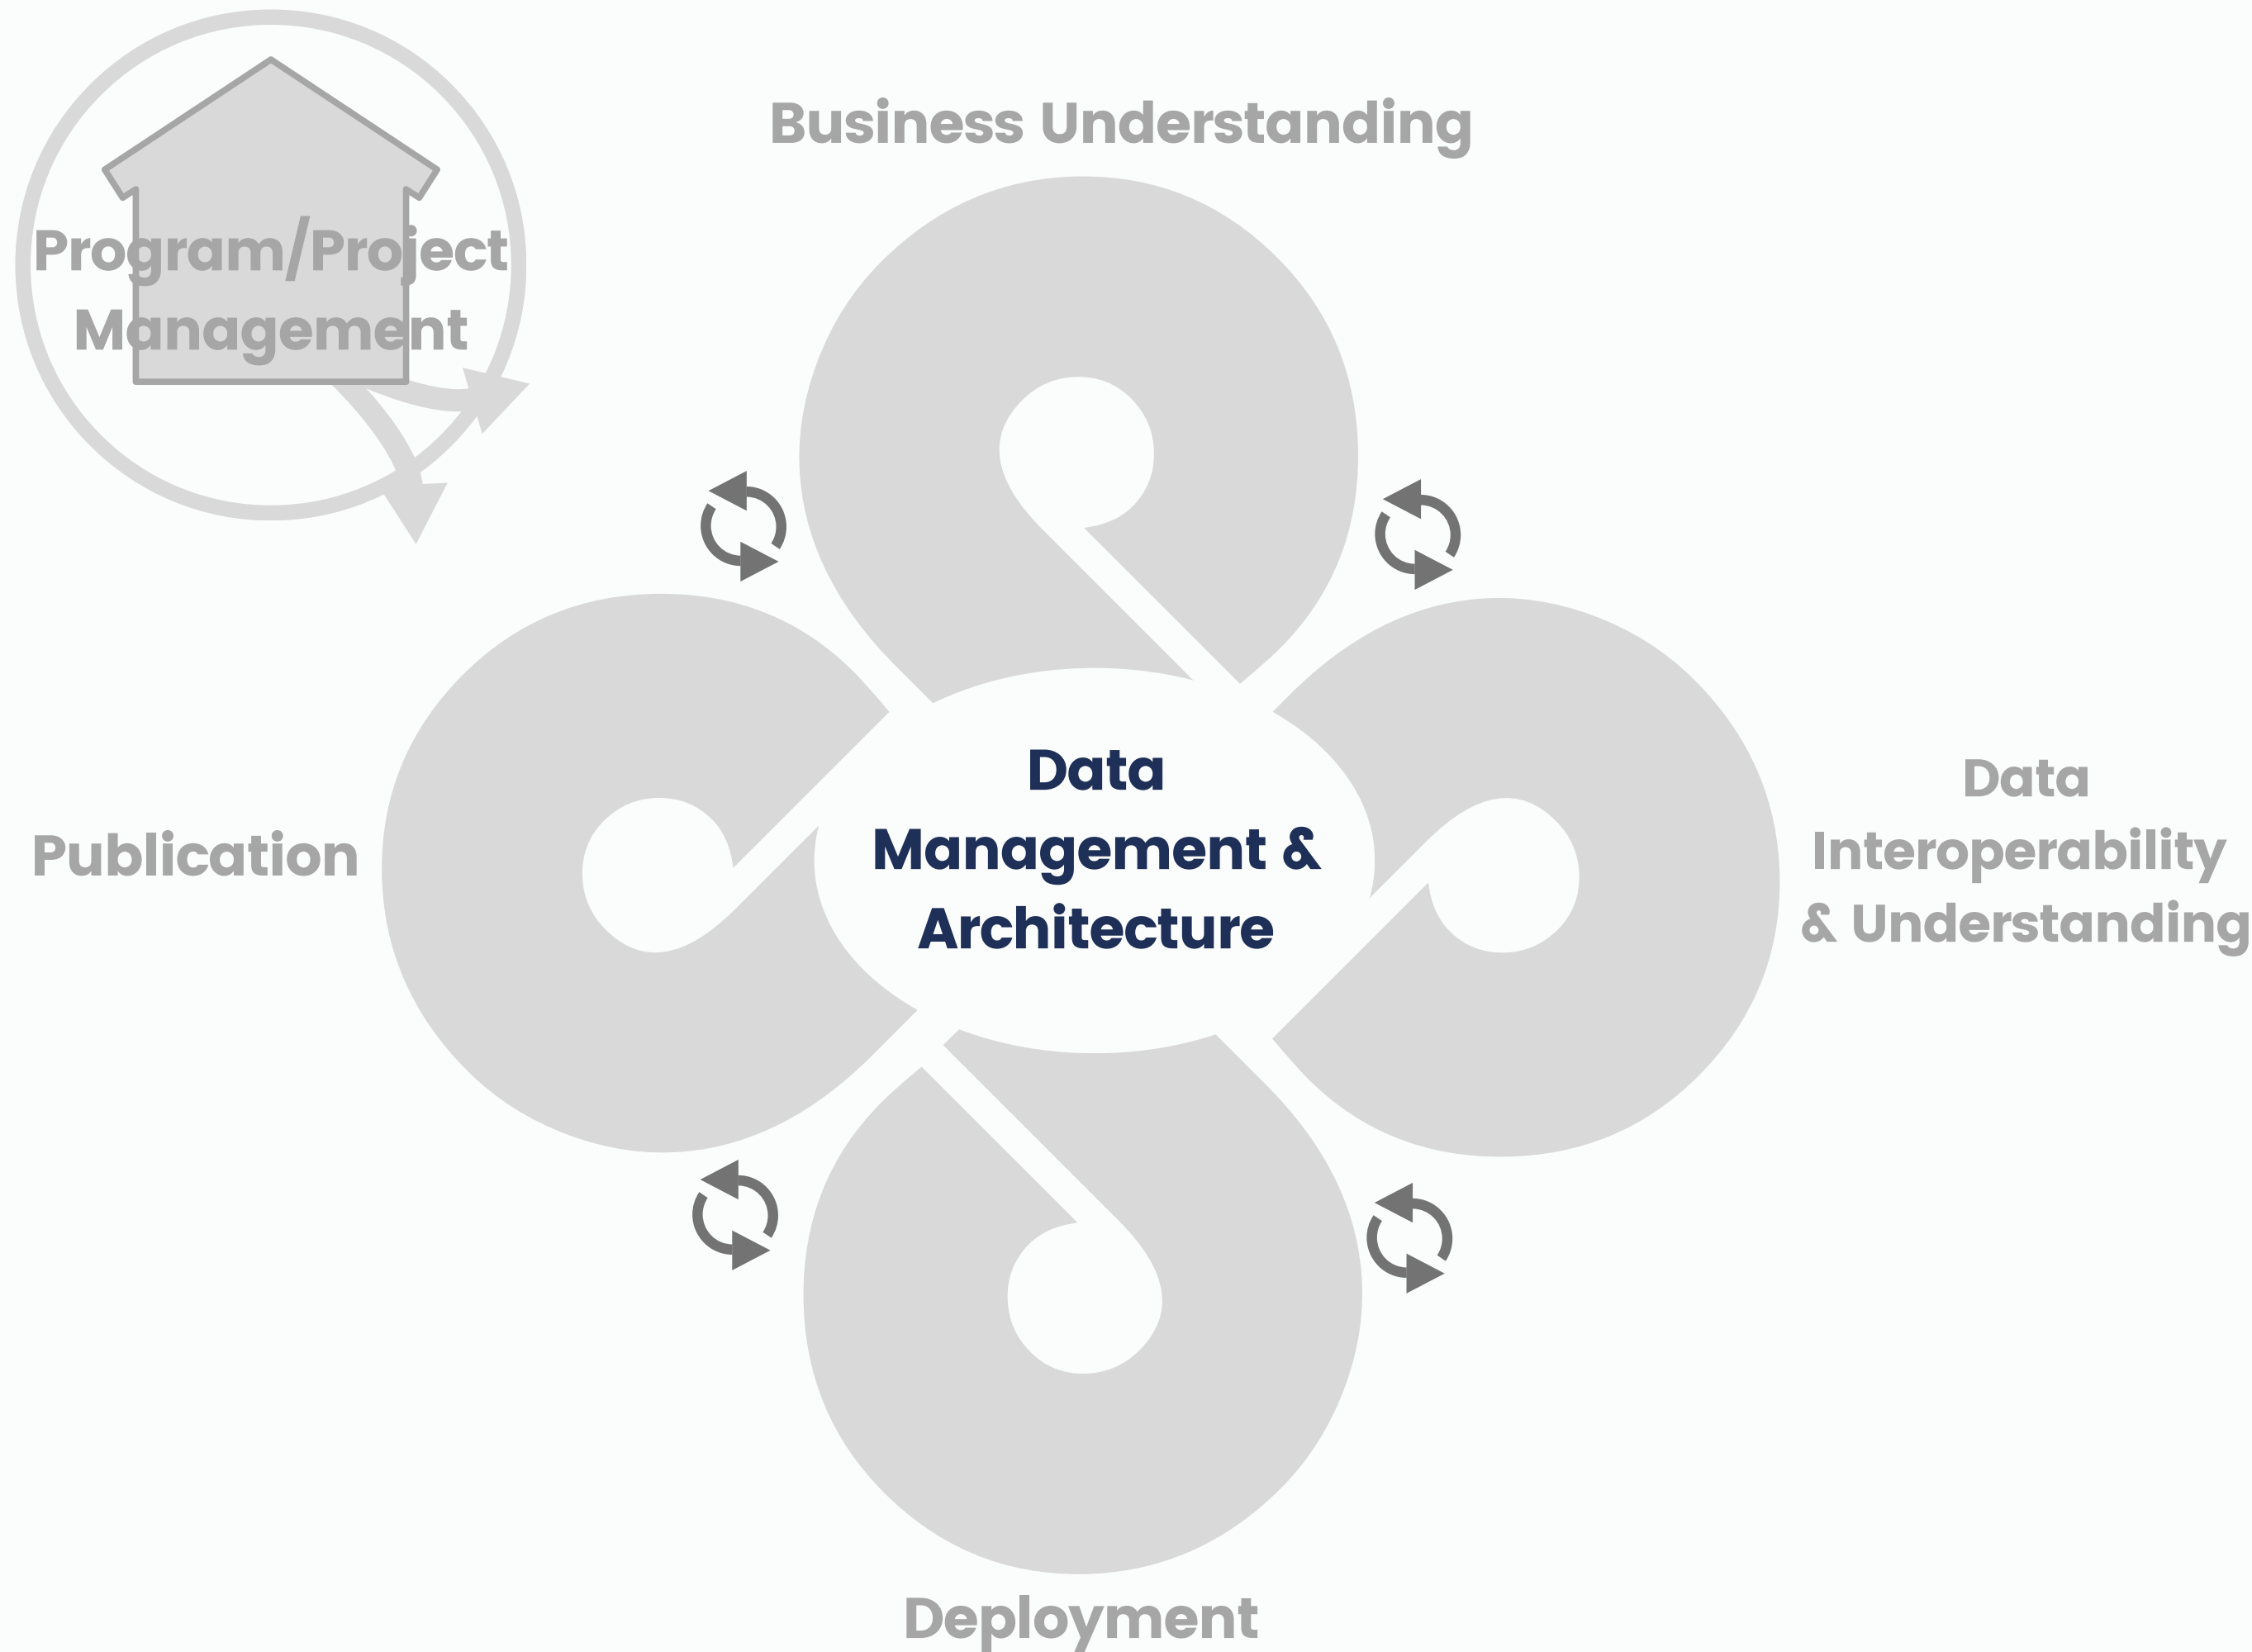 Business Understanding
Program/Project
Management
Data
Management &
Architecture
Publication
Data
Interoperability
& Understanding
Deployment